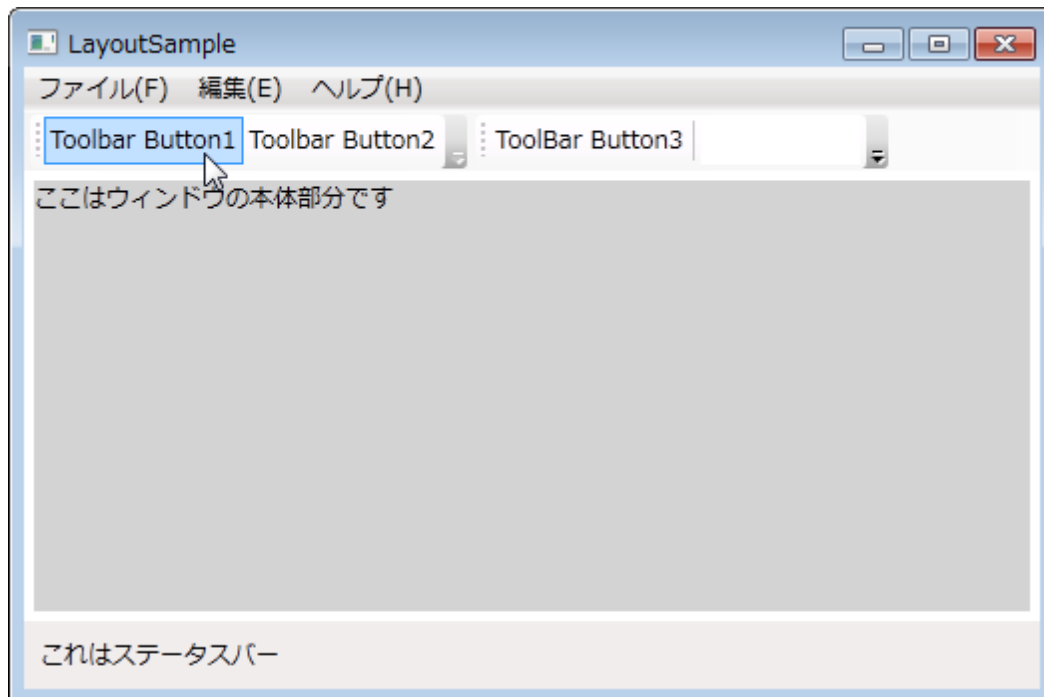 LayoutSample
ファイル(F) 編集(E) ヘルプ(H)
Toolbar Button1 Toolbar Button2 ToolBar Button3
ここはウィンドウの本体部分です
これはステータスバー